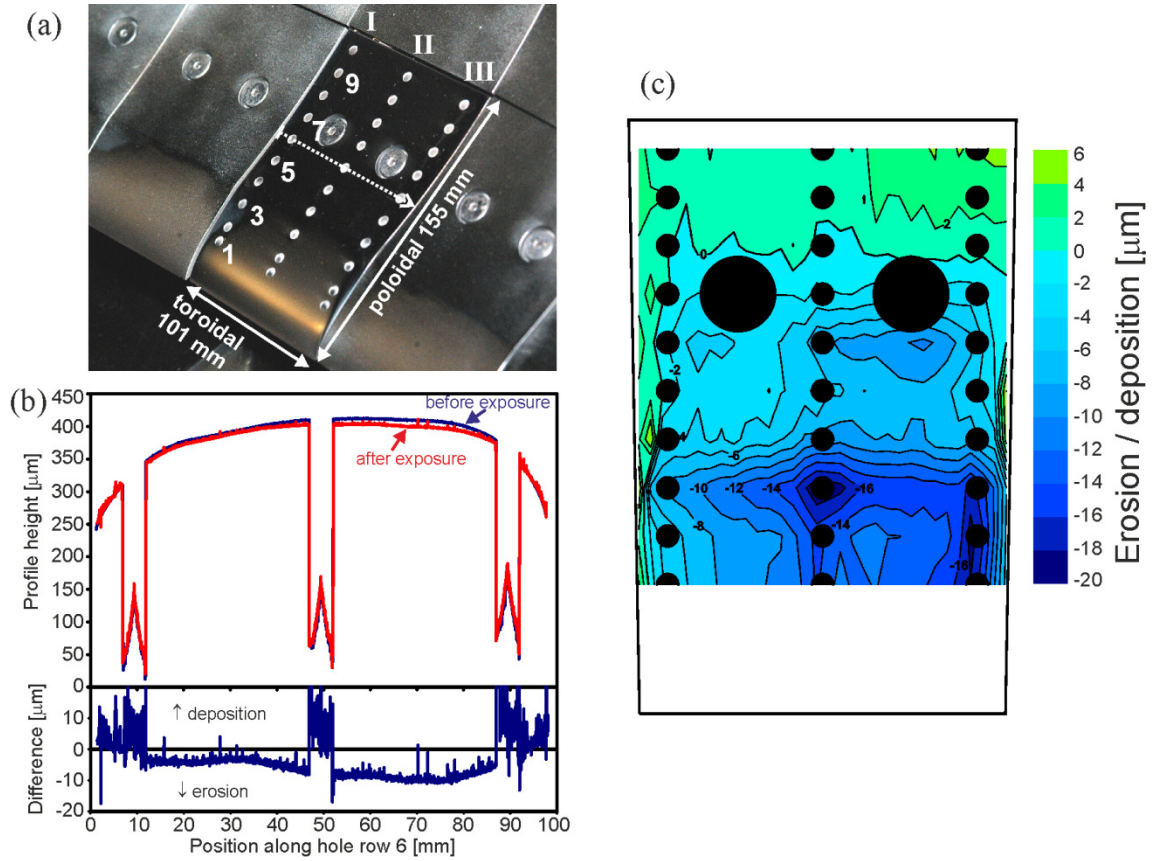 (a)
I
II
III
9
7
5
3
1
toroidal
101 mm
poloidal 155 mm
(b)
450
400
350
300
250
200
150
100
50
0
Profile height [µm]
before exposure
after exposure
10
0
-10
-20
Difference [µm]
↑ deposition
↓ erosion
0 10 20 30 40 50 60 70 80 90 100
Position along hole row 6 [mm]
(c)
6
4
2
0
-2
-4
-6
-8
-10
-12
-14
-16
-18
-20
Erosion / deposition [µm]
0
-2
-6
-10 -12 -14 -16
-8
-14
-16